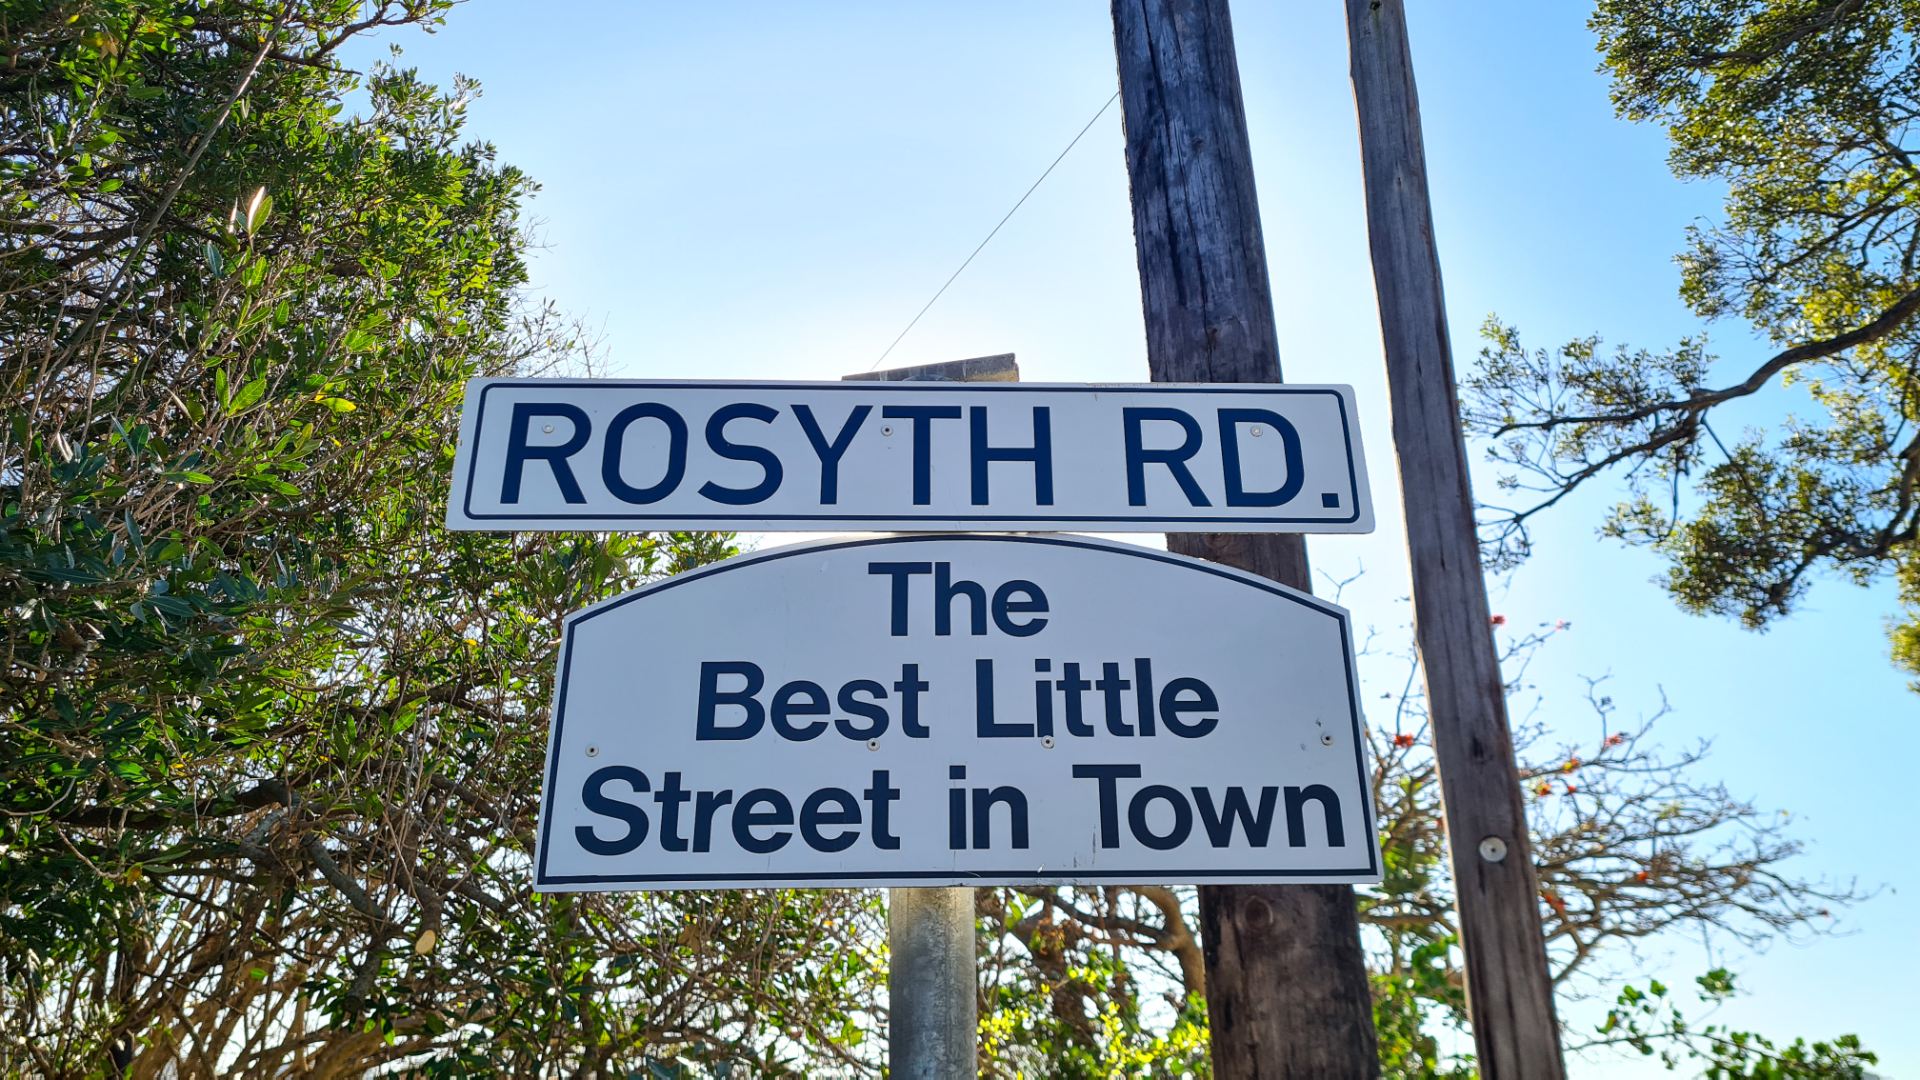 ROSYTH RD.
The
Best Little
Street in Town